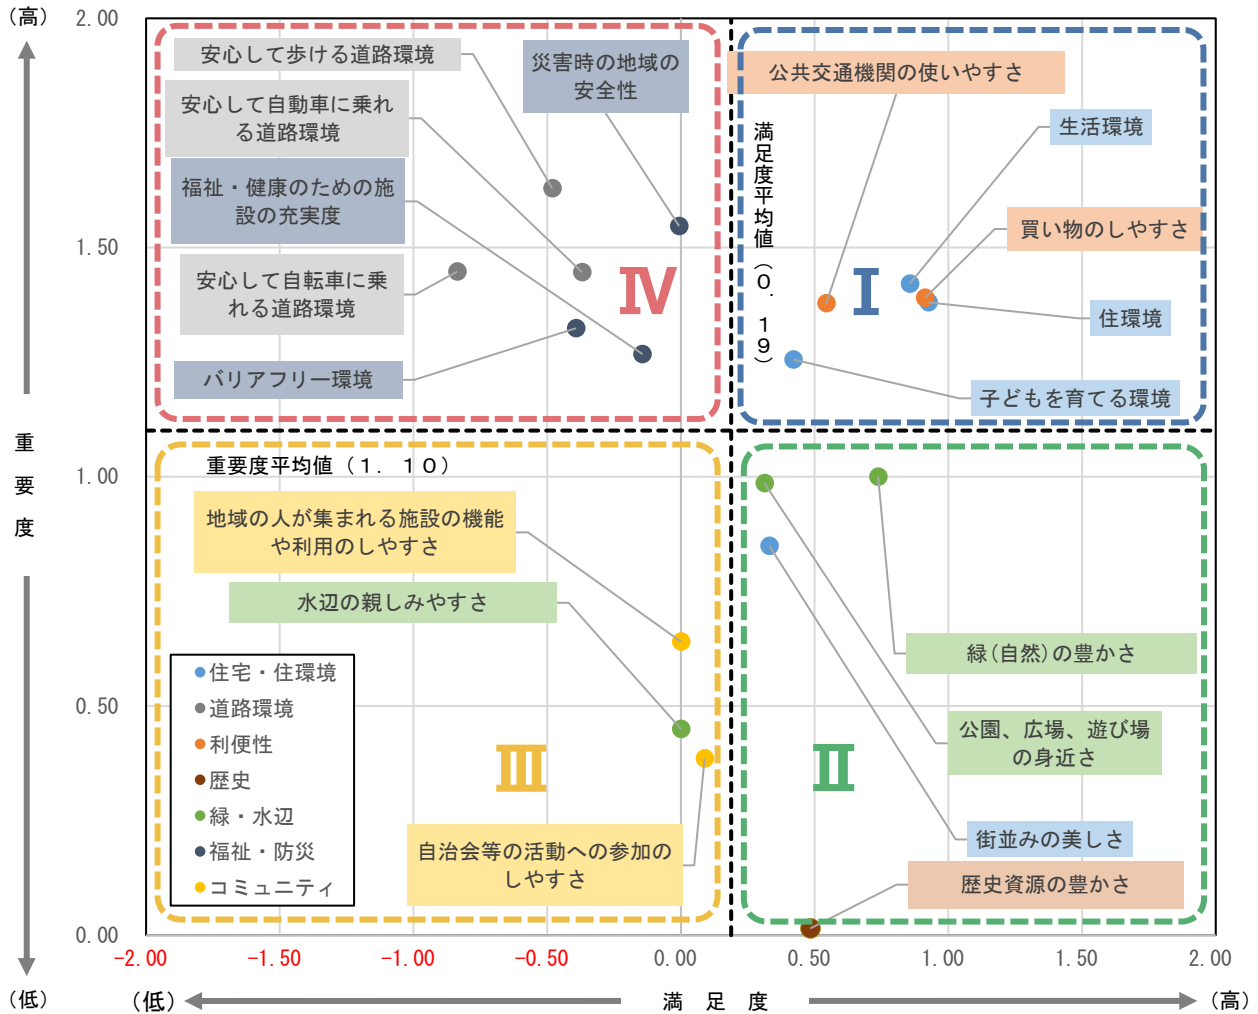 （高）
2.00
安心して歩ける道路環境
災害時の地域の
安全性
公共交通機関の使いやすさ
安心して自動車に乗れ
る道路環境
生活環境
満足度平均値（０．１９）
福祉・健康のための施
設の充実度
買い物のしやすさ
1.50
安心して自転車に乗
れる道路環境
Ⅳ
Ⅰ
住環境
バリアフリー環境
子どもを育てる環境
重要度
重要度平均値（１．１０）
1.00
地域の人が集まれる施設の機能
や利用のしやすさ
水辺の親しみやすさ
緑(自然)の豊かさ
住宅・住環境
道路環境
利便性
歴史
緑・水辺
福祉・防災
コミュニティ
0.50
公園、広場、遊び場
の身近さ
Ⅲ
Ⅱ
街並みの美しさ
自治会等の活動への参加の
しやすさ
歴史資源の豊かさ
0.00
-2.00
-1.50
-1.00
-0.50
0.00
0.50
1.00
1.50
2.00
（低）
（低）
満 足 度
（高）